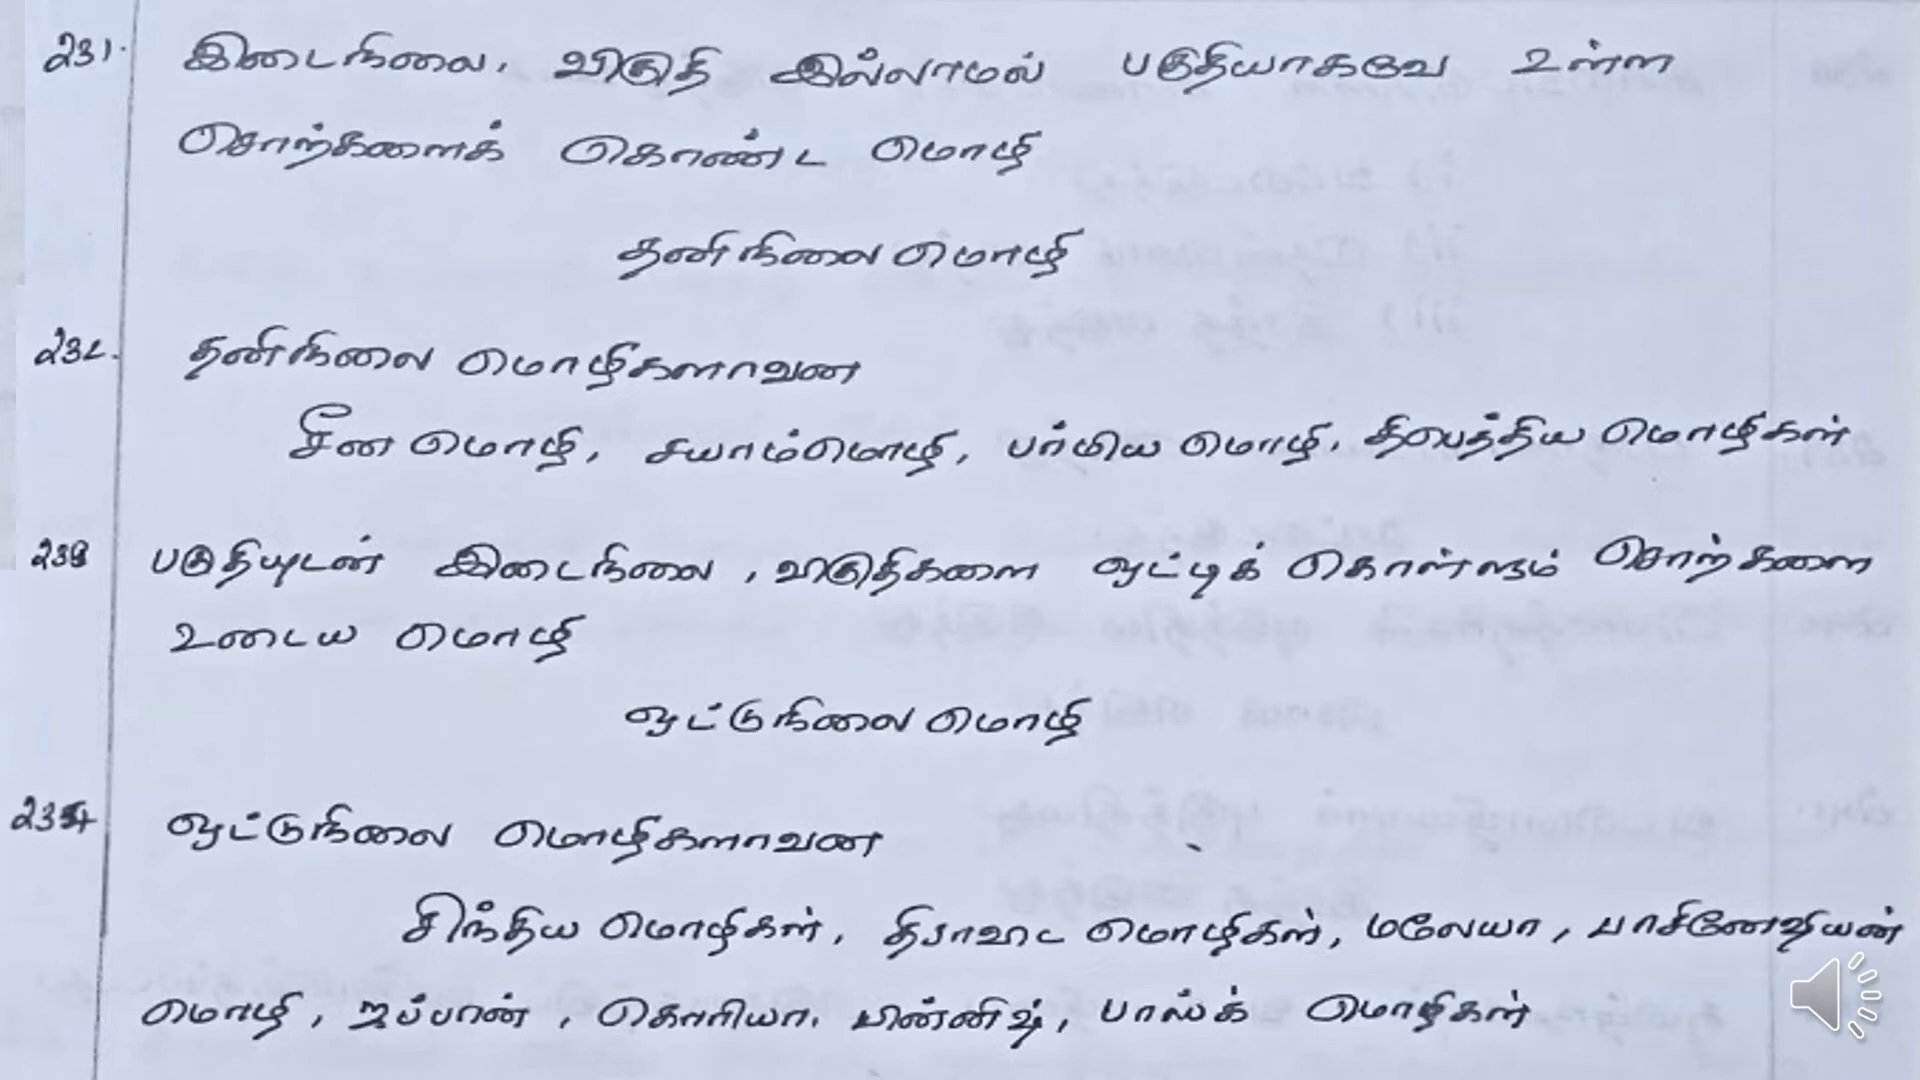 231. இடைநிலை, விகுதி இல்லாமல் பகுதியாகவே உள்ள
சொற்களைக் கொண்ட மொழி
தனிநிலை மொழி
232. தனிநிலை மொழிகளாவன
சீன மொழி, சயாம்மொழி, பர்மிய மொழி, திபெத்திய மொழிகள்
233 பகுதியுடன் இடைநிலை, விகுதிகளை ஒட்டிக் கொள்ளும் சொற்களை
உடைய மொழி
ஒட்டுநிலை மொழி
234 ஒட்டுநிலை மொழிகளாவன
சிந்திய மொழிகள், திராவிட மொழிகள், மலேயா, பாசிணேஷியன்
மொழி, ஜப்பான், கொரியா, பின்னிஷ், பால்க் மொழிகள்